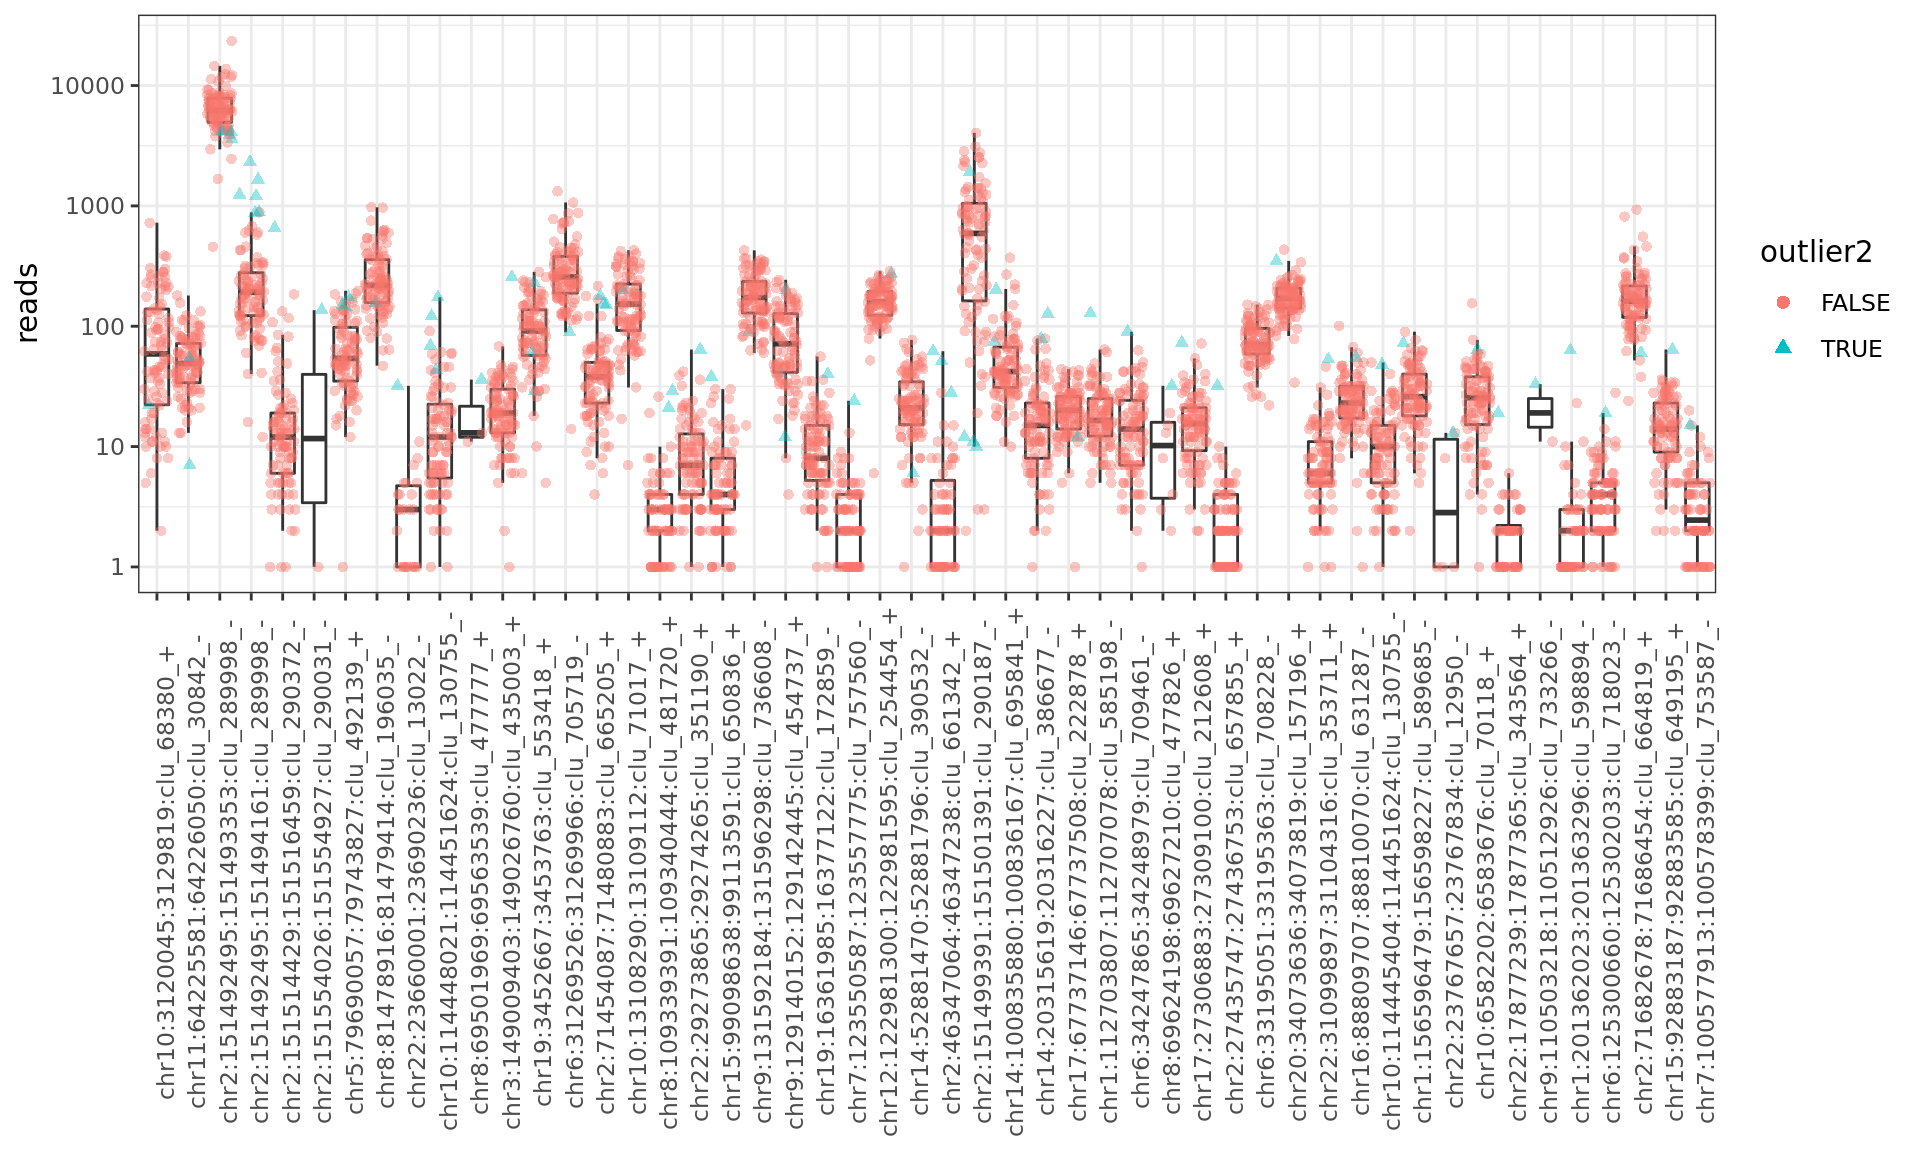 reads
10000
1000
100
10
1
chr10:3120045:3129819:clu_68380_+
chr11:64225581:64226050:clu_30842_-
chr2:151492495:151493353:clu_289998_-
chr2:151492495:151494161:clu_289998_-
chr2:151514429:151516459:clu_290372_-
chr2:151554026:151554927:clu_290031_-
chr5:79690057:79743827:clu_492139_+
chr8:81478916:81479414:clu_196035_-
chr22:23660001:23690236:clu_13022_-
chr10:114448021:114451624:clu_130755_-
chr8:69501969:69563539:clu_477777_+
chr3:149009403:149026760:clu_435003_+
chr19:34522667:34537763:clu_553418_+
chr6:31269526:31269966:clu_705719_-
chr2:71454087:71480883:clu_665205_+
chr10:13108290:13109112:clu_71017_+
chr8:109339391:109340444:clu_481720_+
chr22:29273865:29274265:clu_351190_+
chr15:99098638:99113591:clu_650836_+
chr9:131592184:131596298:clu_736608_-
chr9:129140152:129142445:clu_454737_+
chr19:16361985:16377122:clu_172859_-
chr7:123550587:123557775:clu_757560_-
chr12:122981300:122981595:clu_254454_+
chr14:52881470:52881796:clu_390532_-
chr2:46347064:46347238:clu_661342_+
chr2:151499391:151501391:clu_290187_-
chr14:100835880:100836167:clu_695841_+
chr14:20315619:20316227:clu_386677_-
chr17:67737146:67737508:clu_222878_+
chr1:112703807:112707078:clu_585198_-
chr6:34247865:34248979:clu_709461_-
chr8:69624198:69627210:clu_477826_+
chr17:27306883:27309100:clu_212608_+
chr2:27435747:27436753:clu_657855_+
chr6:33195051:33195363:clu_708228_-
chr20:34073636:34073819:clu_157196_+
chr22:31099897:31104316:clu_353711_+
chr16:88809707:88810070:clu_631287_-
chr10:114445404:114451624:clu_130755_-
chr1:156596479:156598227:clu_589685_-
chr22:23767657:23767834:clu_12950_-
chr10:6582202:6583676:clu_70118_+
chr22:17877239:17877365:clu_343564_+
chr9:110503218:110512926:clu_733266_-
chr1:201362023:201363296:clu_598894_-
chr6:125300660:125302033:clu_718023_-
chr2:71682678:71686454:clu_664819_+
chr15:92883187:92883585:clu_649195_+
chr7:100577913:100578399:clu_753587_-
outlier2
FALSE
TRUE